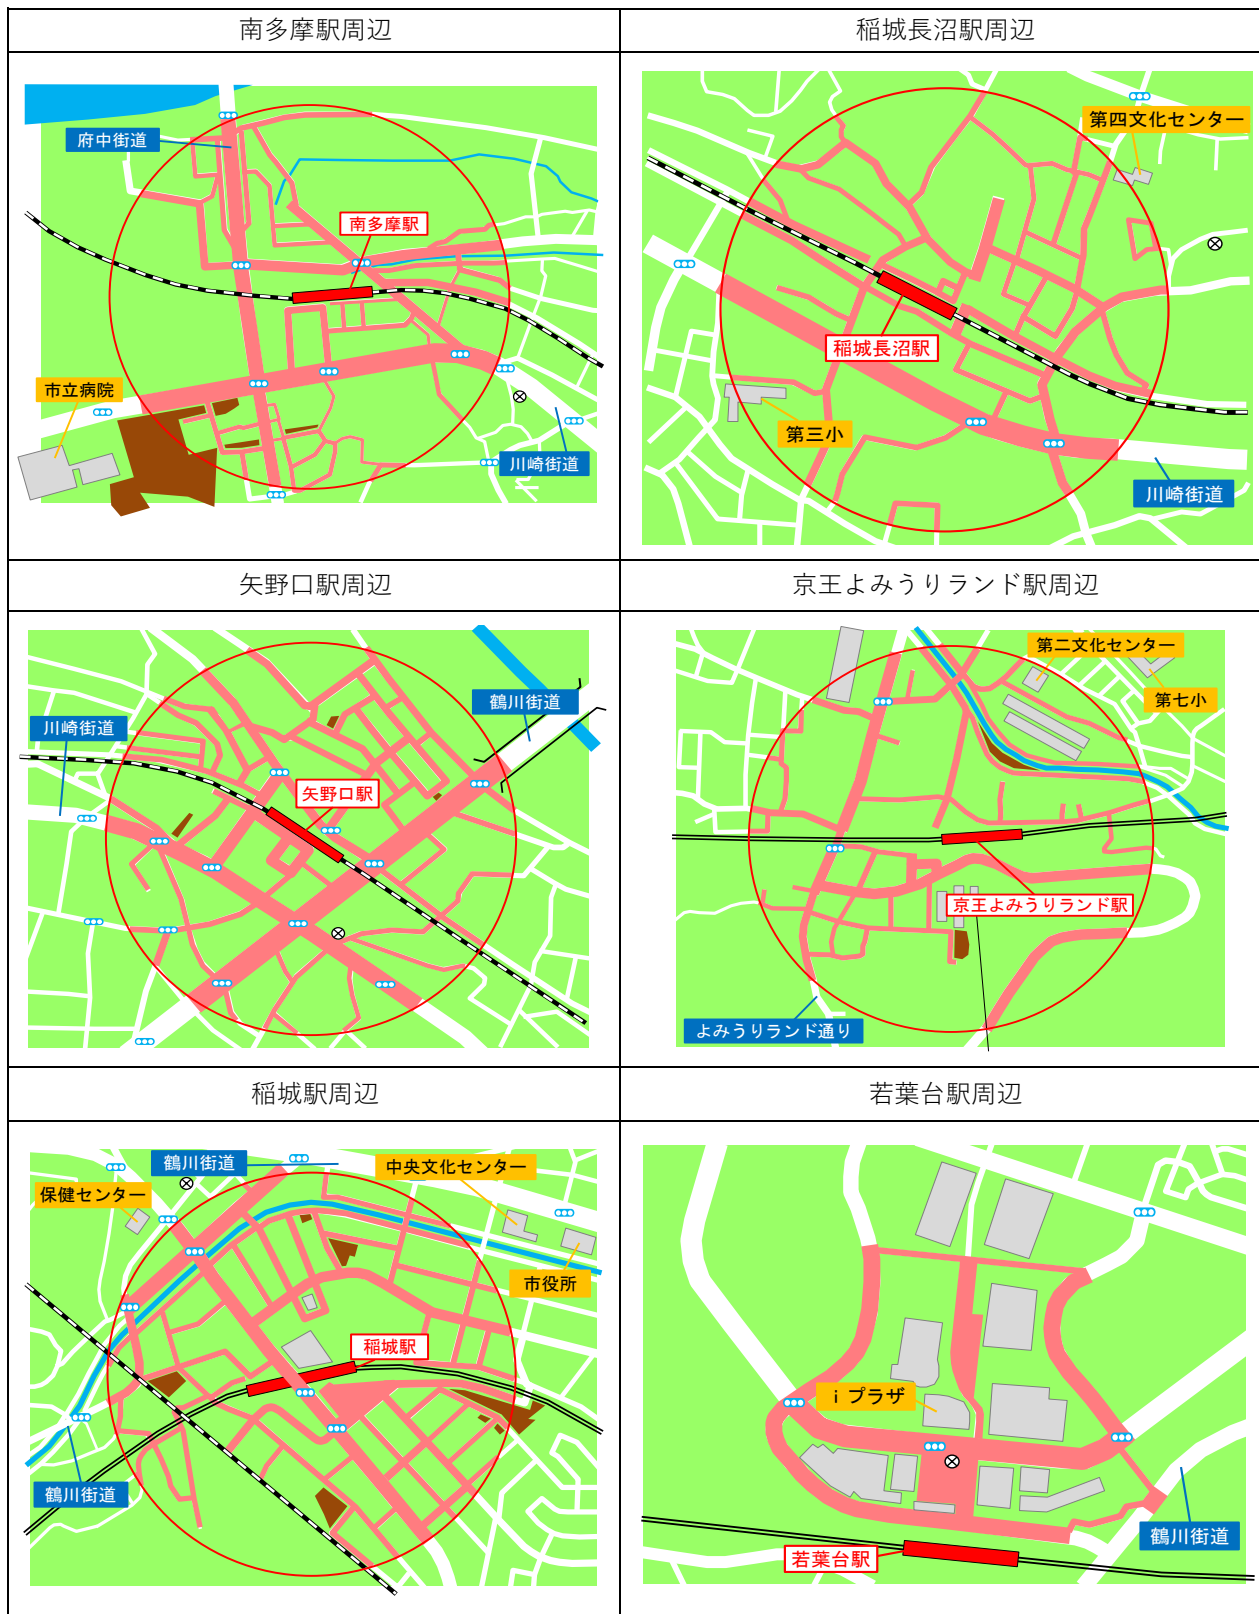 南多摩駅周辺
稲城長沼駅周辺
府中街道
南多摩駅
市立病院
川崎街道
第四文化センター
稲城長沼駅
第三小
川崎街道
矢野口駅周辺
京王よみうりランド駅周辺
鶴川街道
川崎街道
矢野口駅
第二文化センター
第七小
京王よみうりランド駅
よみうりランド通り
稲城駅周辺
若葉台駅周辺
鶴川街道
中央文化センター
保健センター
市役所
稲城駅
鶴川街道
iプラザ
鶴川街道
若葉台駅